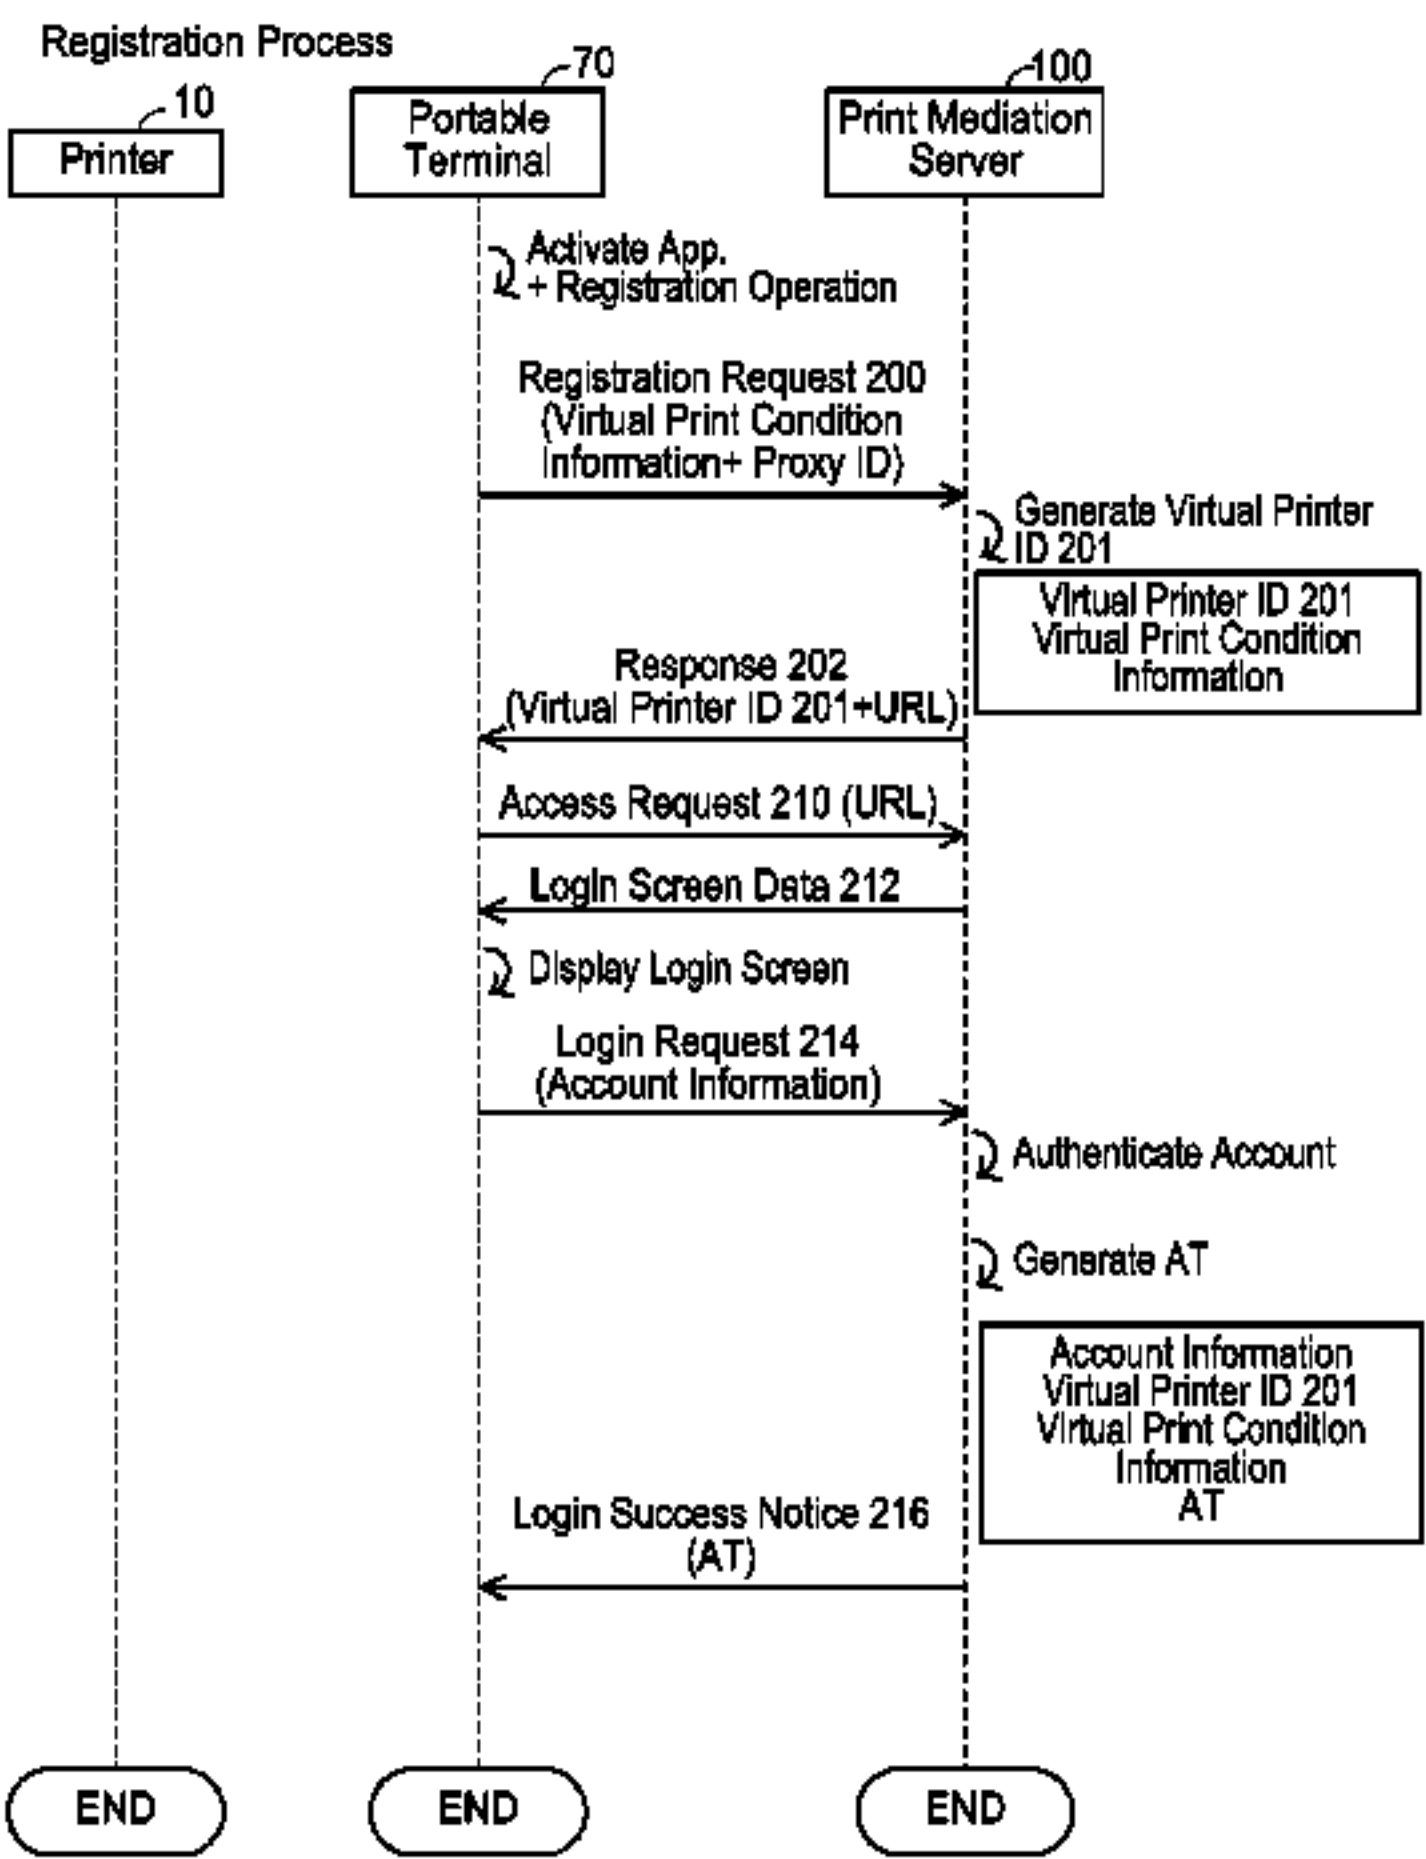 Registration Process
10
Printer
70
Portable
Terminal
100
Print Mediation
Server
Activate App.
+ Registration Operation
Registration Request 200
(Virtual Print Condition
Information+ Proxy ID)
Generate Virtual Printer
ID 201
Virtual Printer ID 201
Virtual Print Condition
Information
Response 202
(Virtual Printer ID 201+URL)
Access Request 210 (URL)
Login Screen Data 212
Display Login Screen
Login Request 214
(Account Information)
Authenticate Account
Generate AT
Account Information
Virtual Printer ID 201
Virtual Print Condition
Information
AT
Login Success Notice 216
(AT)
END
END
END